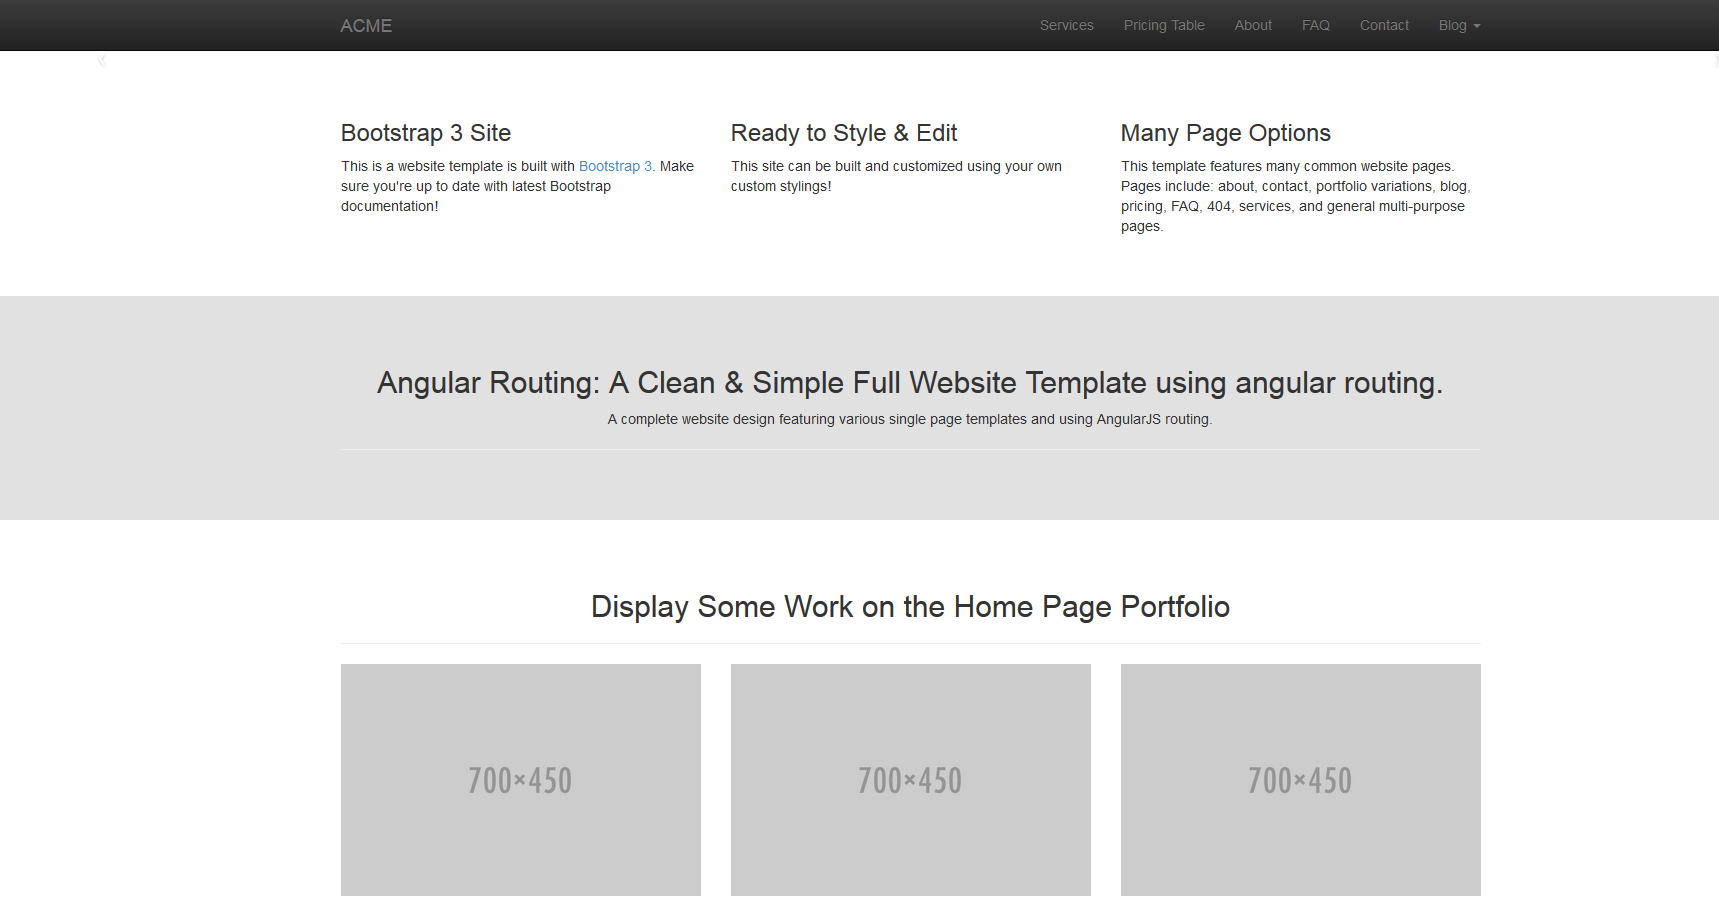 ACME
Services Pricing Table About FAQ Contact Blog
Bootstrap 3 Site
This is a website template is built with Bootstrap 3. Make
sure you're up to date with latest Bootstrap
documentation!
Ready to Style & Edit
This site can be built and customized using your own
custom stylings!
Many Page Options
This template features many common website pages.
Pages include: about, contact, portfolio variations, blog,
pricing, FAQ, 404, services, and general multi-purpose
pages.
Angular Routing: A Clean & Simple Full Website Template using angular routing.
A complete website design featuring various single page templates and using AngularJS routing.
Display Some Work on the Home Page Portfolio
700×450
700×450
700×450